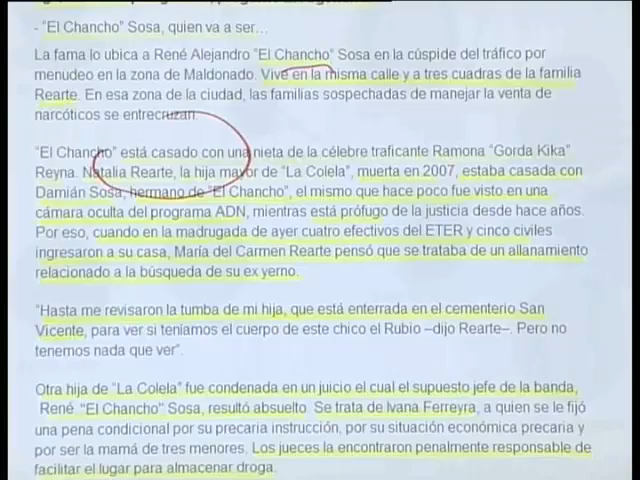 - "El Chancho" Sosa, quien va a ser…
La fama lo ubica a René Alejandro "El Chancho" Sosa en la cúspide del tráfico por
menudeo en la zona de Maldonado. Vive en la misma calle y a tres cuadras de la familia
Rearte. En esa zona de la ciudad, las familias sospechadas de manejar la venta de
narcóticos se entrecruzan.
"El Chancho" está casado con una nieta de la célebre traficante Ramona "Gorda Kika"
Reyna. Natalia Rearte, la hija mayor de "La Colela", muerta en 2007, estaba casada con
Damián Sosa, hermano de "El Chancho", el mismo que hace poco fue visto en una
cámara oculta del programa ADN, mientras está prófugo de la justicia desde hace años.
Por eso, cuando en la madrugada de ayer cuatro efectivos del ETER y cinco civiles
ingresaron a su casa, María del Carmen Rearte pensó que se trataba de un allanamiento
relacionado a la búsqueda de su ex yerno.
"Hasta me revisaron la tumba de mi hija, que está enterrada en el cementerio San
Vicente, para ver si teníamos el cuerpo de este chico el Rubio –dijo Rearte–. Pero no
tenemos nada que ver".
Otra hija de "La Colela" fue condenada en un juicio el cual el supuesto jefe de la banda,
René "El Chancho" Sosa, resultó absuelto. Se trata de Ivana Ferreyra, a quien se le fijó
una pena condicional por su precaria instrucción, por su situación económica precaria y
por ser la mamá de tres menores. Los jueces la encontraron penalmente responsable de
facilitar el lugar para almacenar droga.